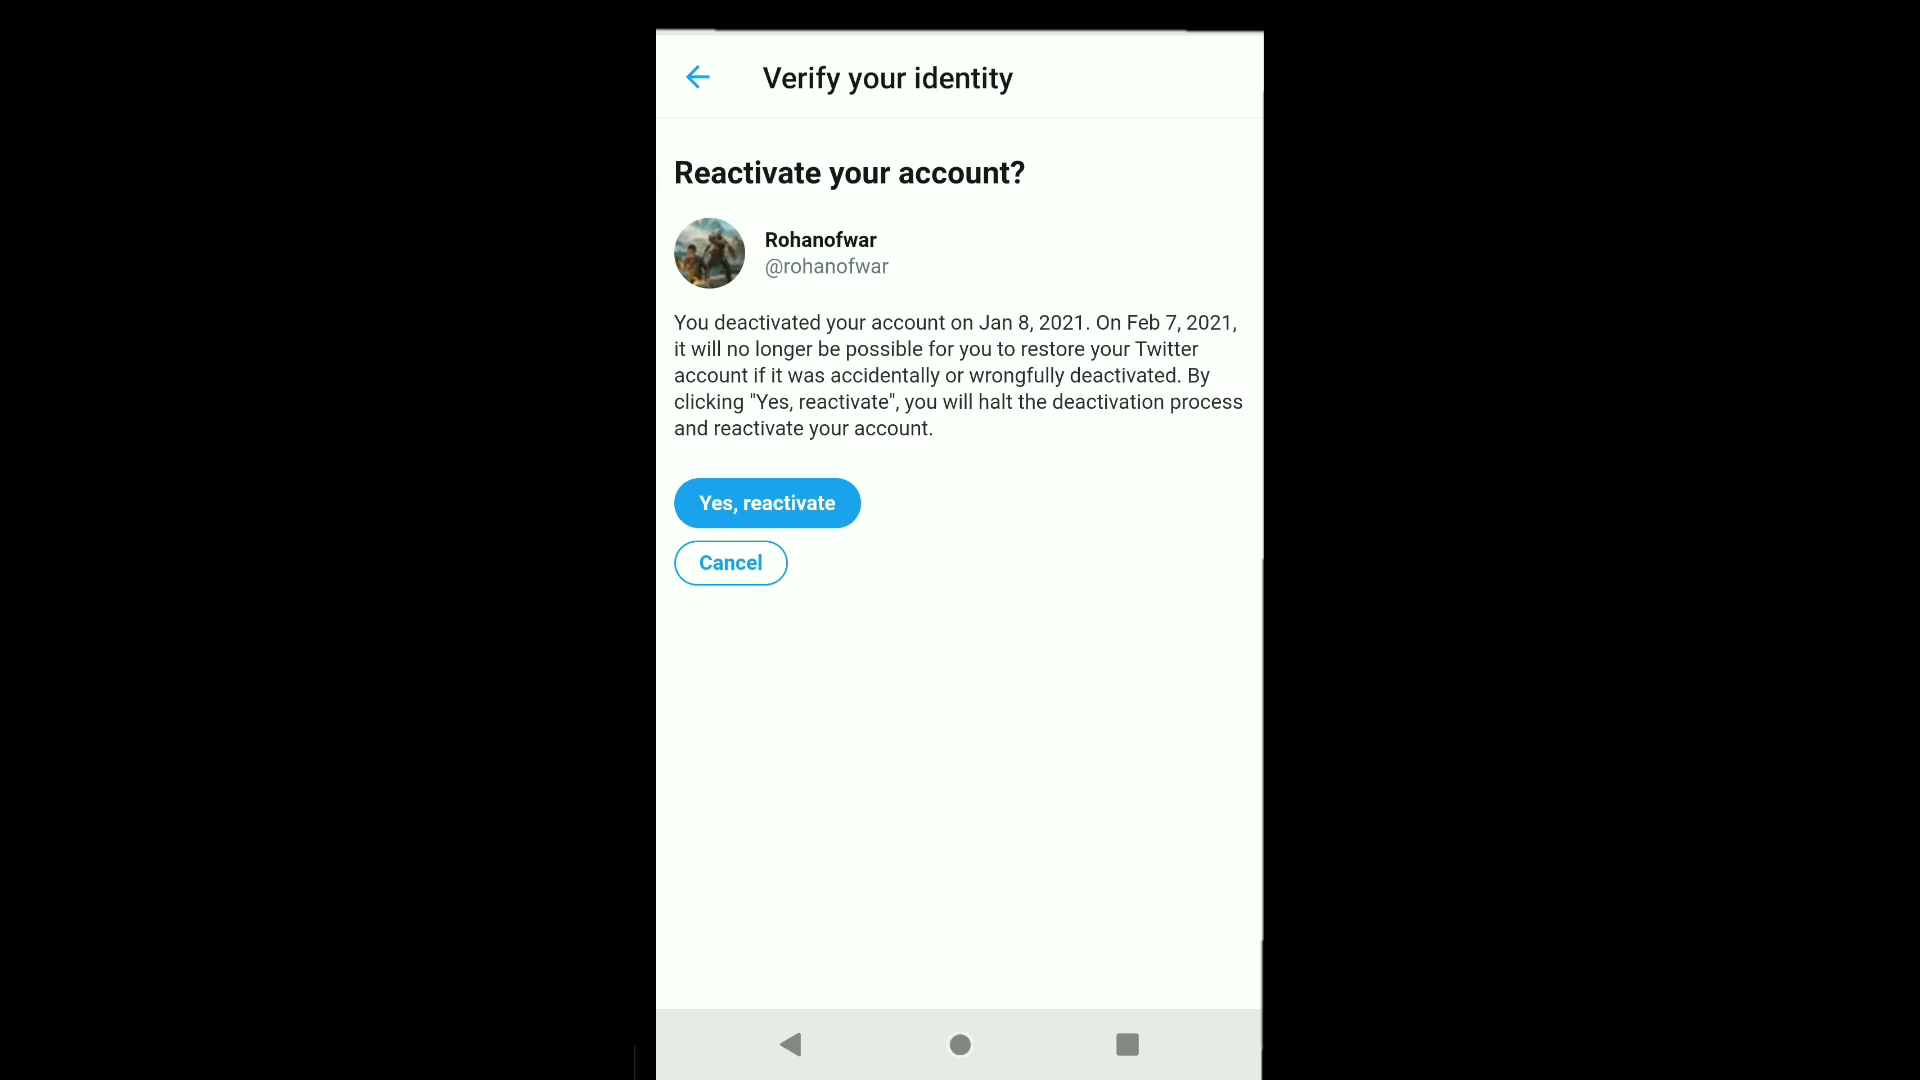 Verify your identity
Reactivate your account?
Rohanofwar
@rohanofwar
You deactivated your account on Jan 8, 2021. On Feb 7, 2021,
it will no longer be possible for you to restore your Twitter
account if it was accidentally or wrongfully deactivated. By
clicking "Yes, reactivate", you will halt the deactivation process
and reactivate your account.
Yes, reactivate
Cancel